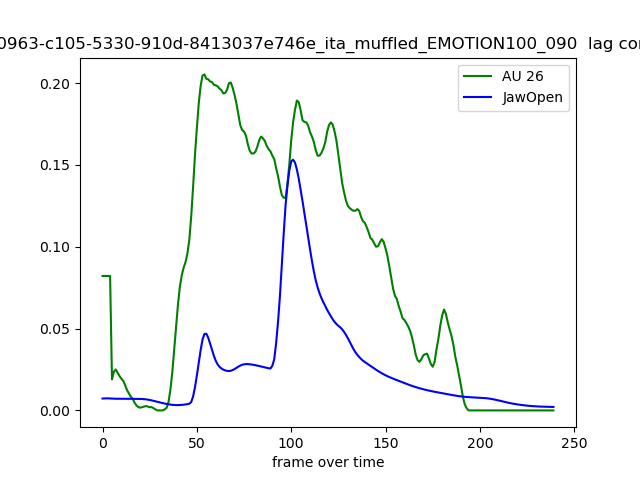 0963-c105-5330-910d-8413037e746e_ita_muffled_EMOTION100_090 lag
AU 26
JawOpen
0.20
0.15
0.10
0.05
0.00
0 50 100 150 200 250
frame over time